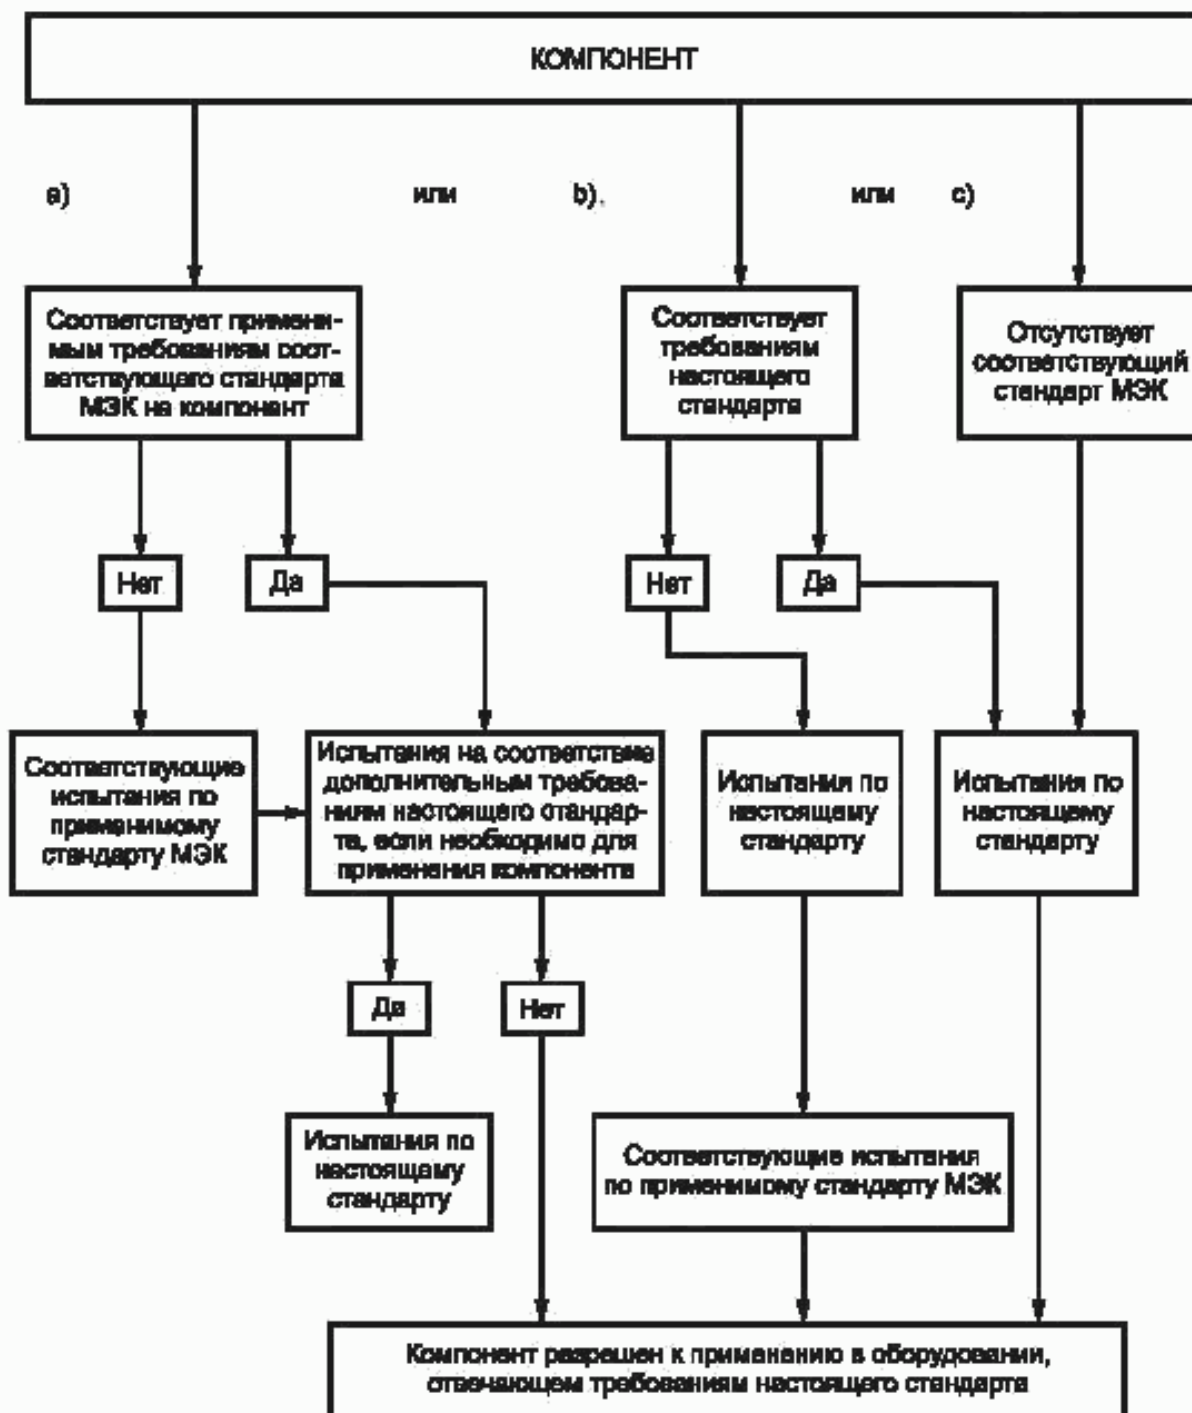 КОМПОНЕНТ
а)
или
b).
или
с)
Соответствует примени-
мым требованиям соот-
ветствующего стандарта
МЭК на компонент
Соответствует
требованиям
настоящего
стандарта
Отсутствует
соответствующий
стандарт МЭК
Нет
Да
Нет
Да
Соответствующие
испытания по
применимому
стандарту МЭК
Испытания на соответствие
дополнительным требова-
ниям настоящего стандар-
та, если необходимо для
применения компонента
Испытания по
настоящему
стандарту
Испытания по
настоящему
стандарту
Да
Нет
Испытания по
настоящему
стандарту
Соответствующие испытания
по применимому стандарту МЭК
Компонент разрешен к применанию в оборудовании,
отвечающем требованиям настоящего стандарта